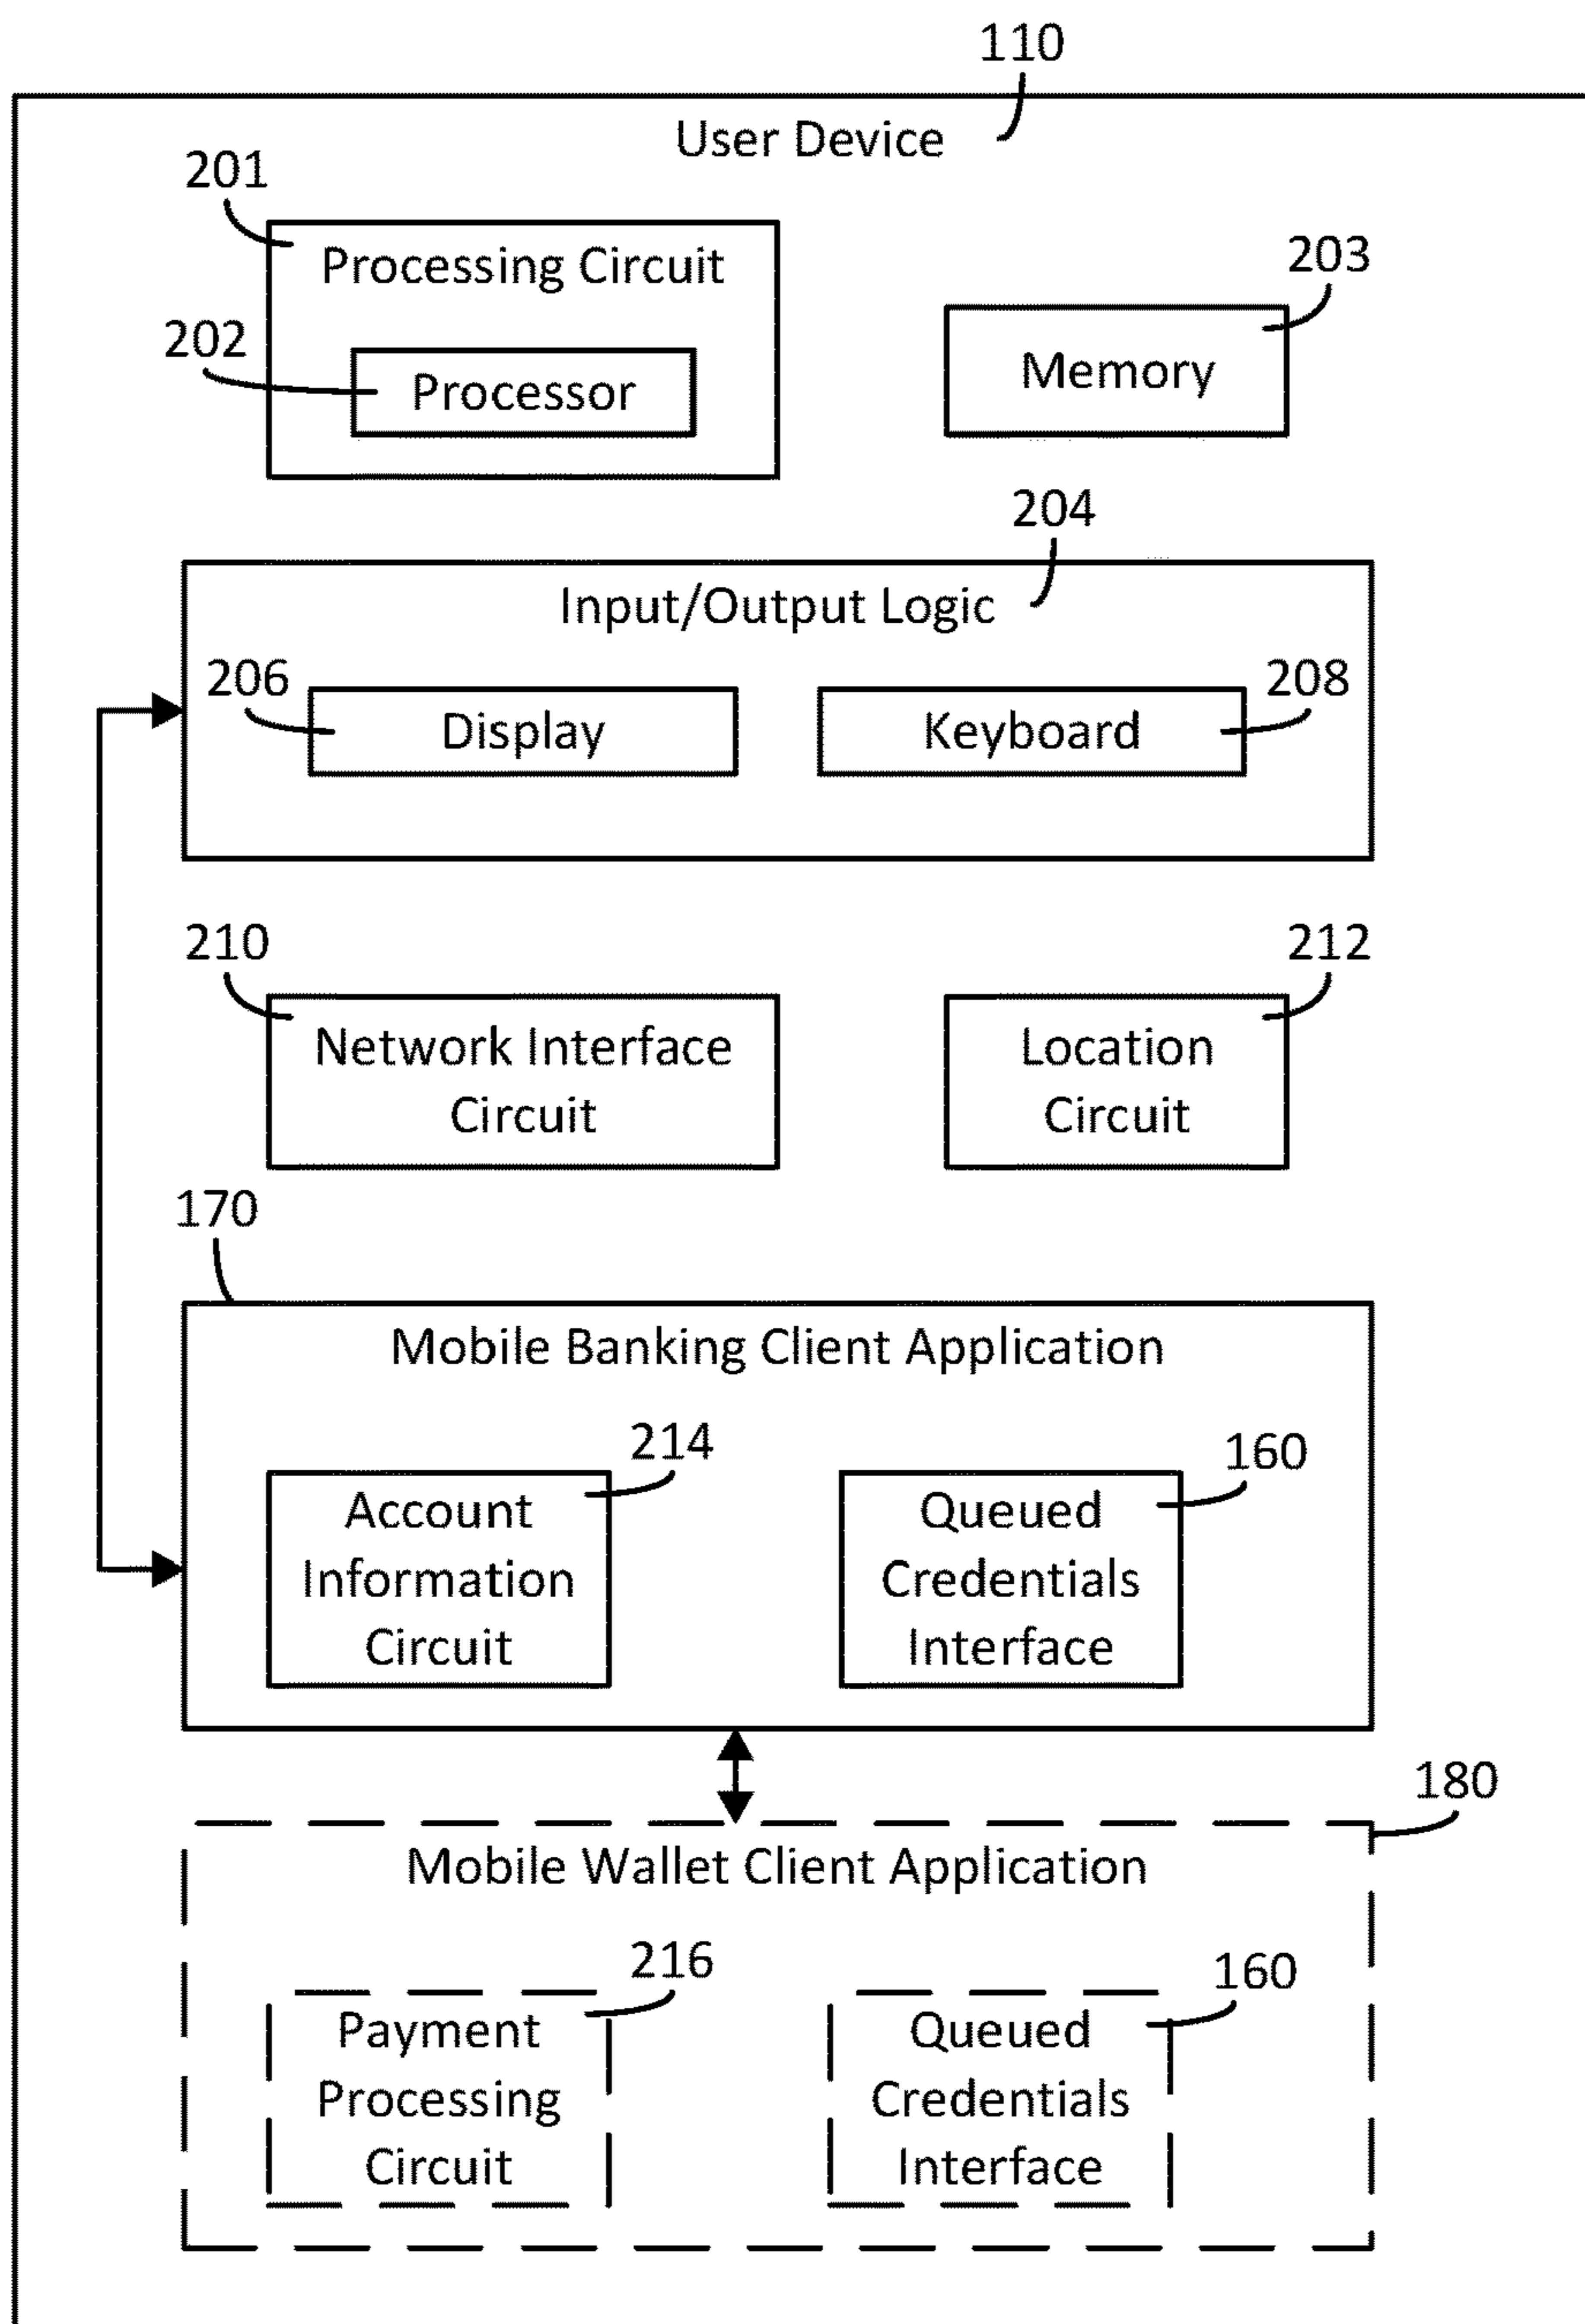 110
User Device
201
Processing Circuit
203
202
Processor
Memory
204
Input/Output Logic
206
208
Display
Keyboard
210
212
Network Interface
Circuit
Location
Circuit
170
Mobile Banking Client Application
214
160
Account
Information
Circuit
Queued
Credentials
Interface
180
Mobile Wallet Client Application
216
160
Payment
Processing
Circuit
Queued
Credentials
Interface